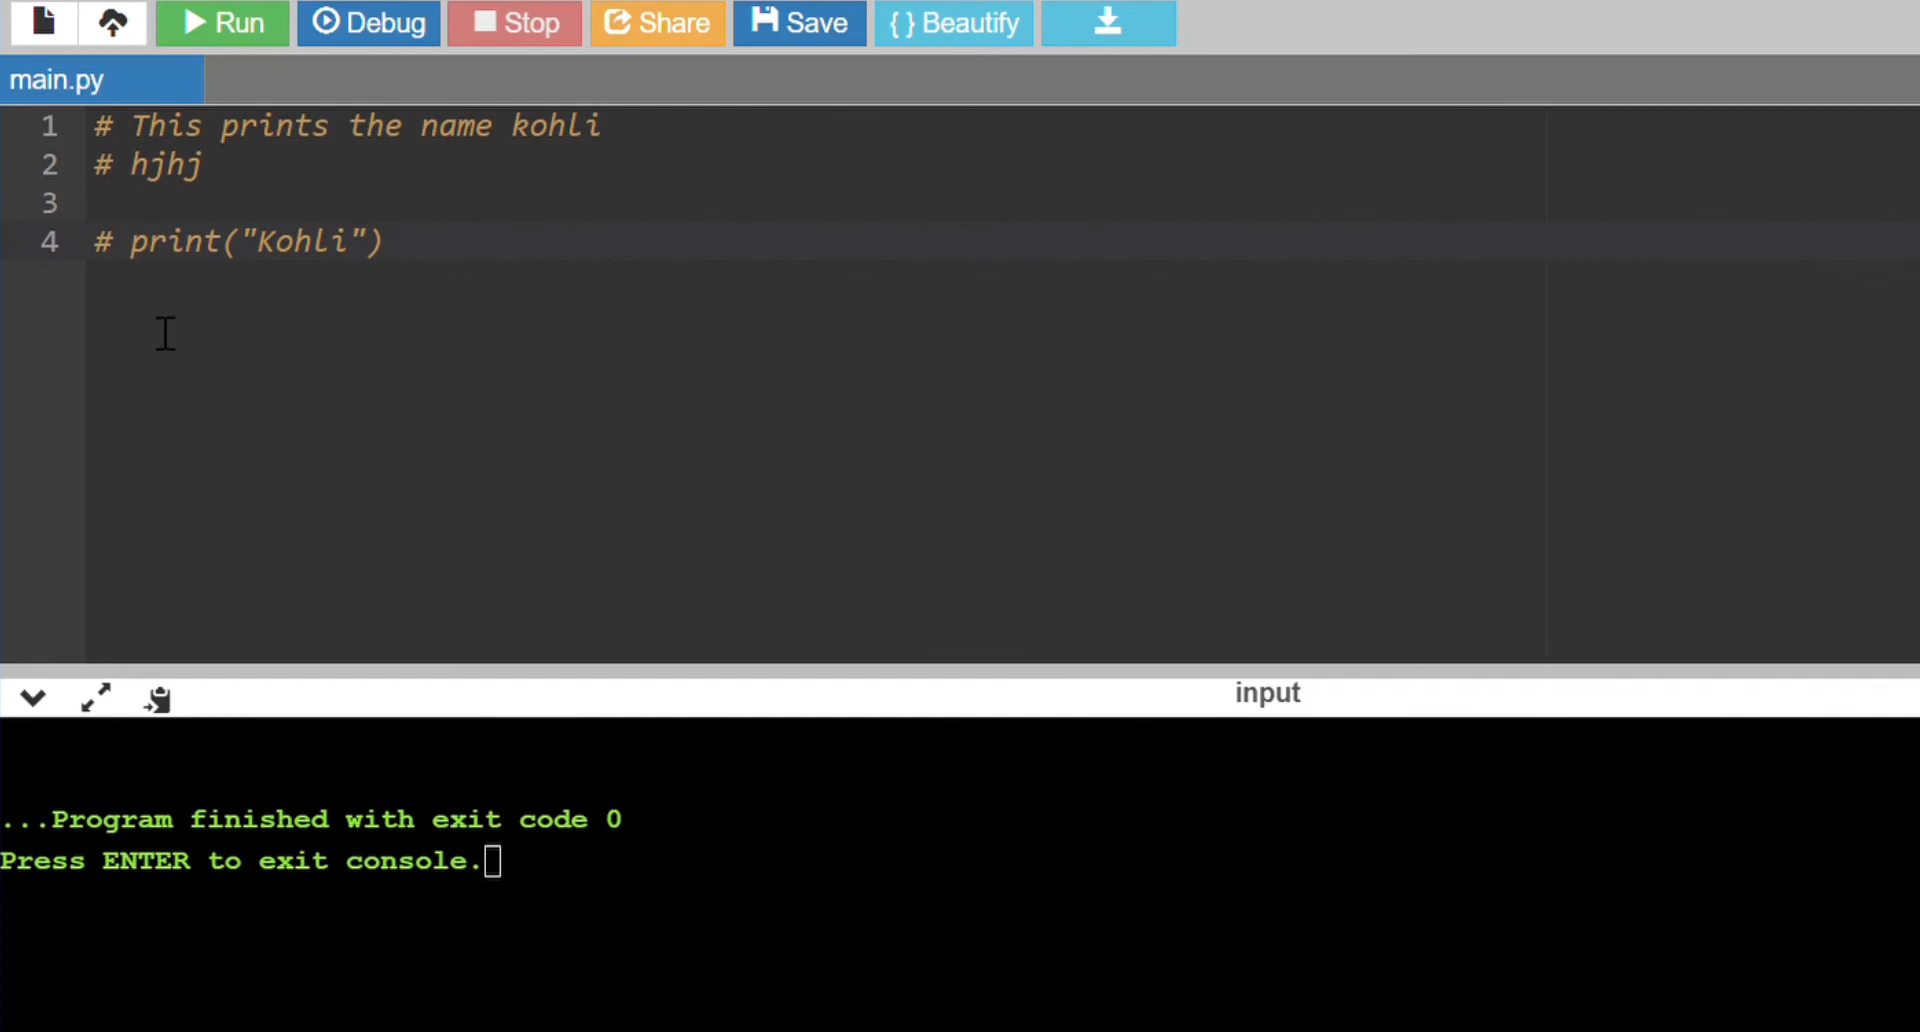 Run Debug Stop Share Save { } Beautify
main.py
1 # This prints the name kohli
2 # hjhj
3
4 # print("Kohli")
input
...Program finished with exit code 0
Press ENTER to exit console.